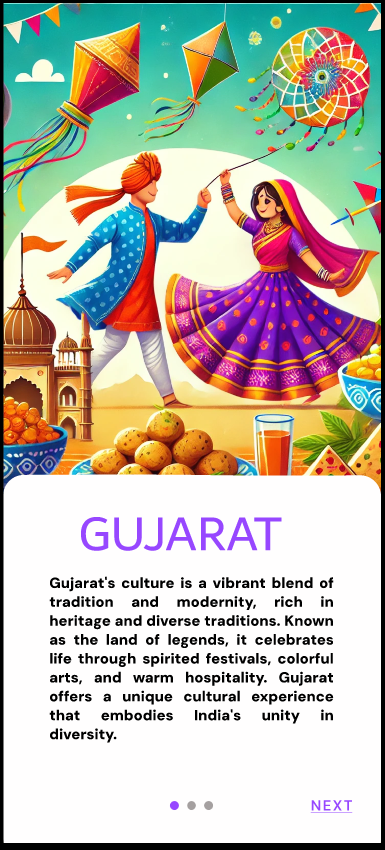 GUJARAT
Gujarat's culture is a vibrant blend of
tradition and modernity, rich in
heritage and diverse traditions. Known
as the land of legends, it celebrates
life through spirited festivals, colorful
arts, and warm hospitality. Gujarat
offers a unique cultural experience
that embodies India's unity in
diversity.
NEXT